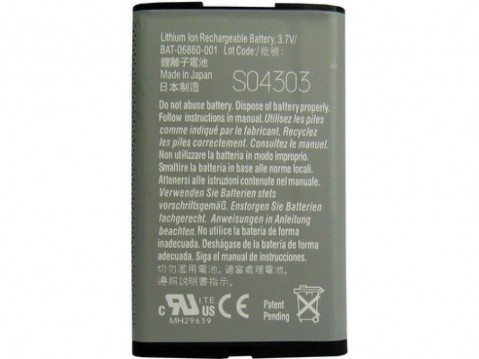 Lithium Ion Rechargeable Battery, 3.7V/
BAT-06860-001 Lot Code:/批號:
鋰離子電池
Made in Japan
日本制造
S04303
Do not abuse battery. Dispose of battery properly.
Follow instructions in manual. Utilisez les piles
comme indiqué par le fabricant. Recyclez les
piles comme il convient. Consultez le manuel.
Non utilizzare la batteria in modo improprio.
Smaltire la batteria in base alle norme locali.
Attenersi alle istruzioni contenute nel manuale.
Verwenden Sie Batterien
vorschriftsgemäß. Entsorgen Sie Batterien
fachgerecht. Anweisungen in Anleitung
beachten. No utilice la batería de forma
inadecuada. Deshágase de la batería de forma
adecuada. Siga el manual de instrucciones.
切勿濫用電池。適當處理電池。
遵照說明書指示。
c RU US I.T.E.
MH29639
CE
Patent
Pending